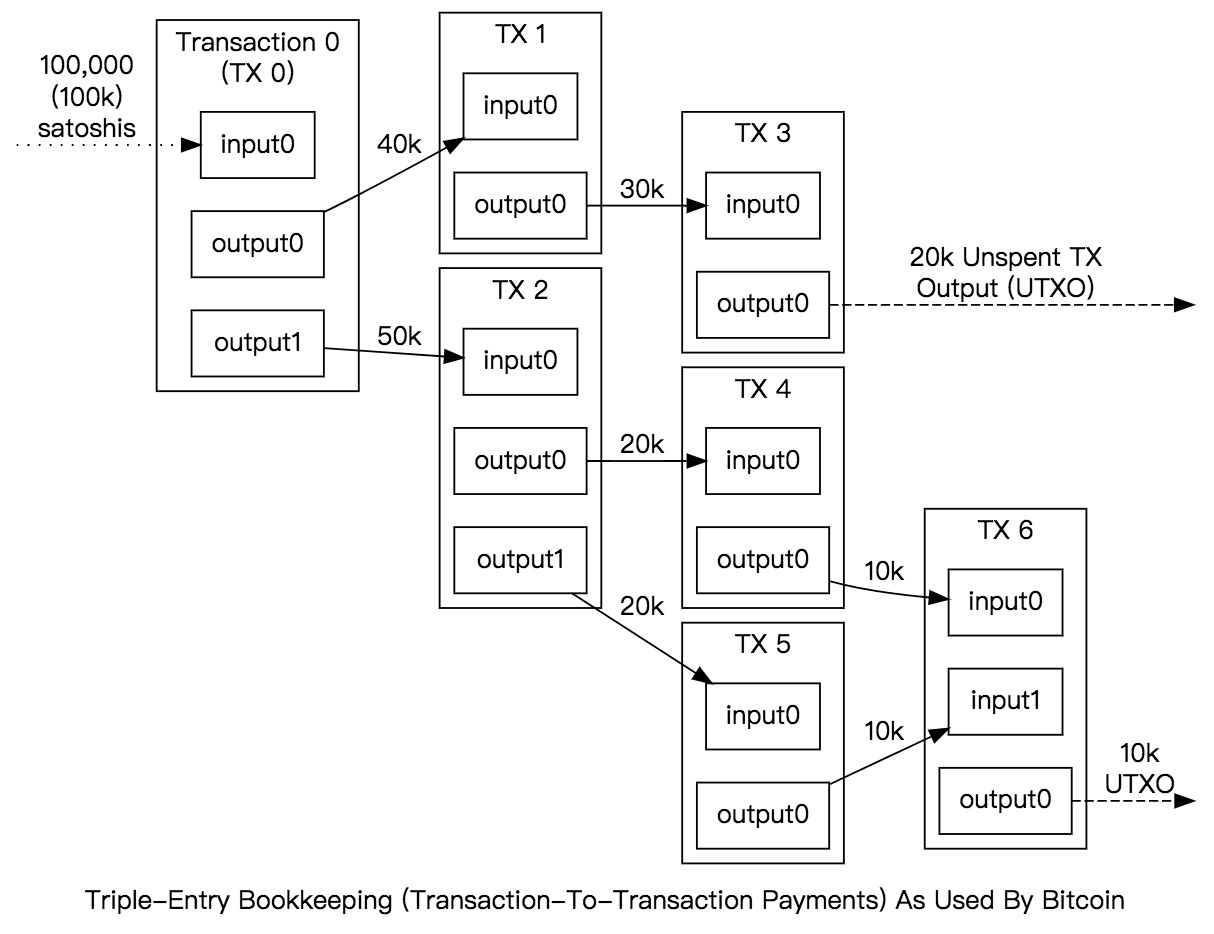 100,000
(100k)
satoshis
Transaction 0
(TX 0)
input0
output0
output1
40k
50k
TX 1
input0
output0
30k
TX 2
input0
output0
output1
20k
20k
TX 3
input0
output0
20k Unspent TX
Output (UTXO)
TX 4
input0
output0
10k
TX 5
input0
output0
10k
TX 6
input0
input1
output0
10k
UTXO
Triple-Entry Bookkeeping (Transaction-To-Transaction Payments) As Used By Bitcoin